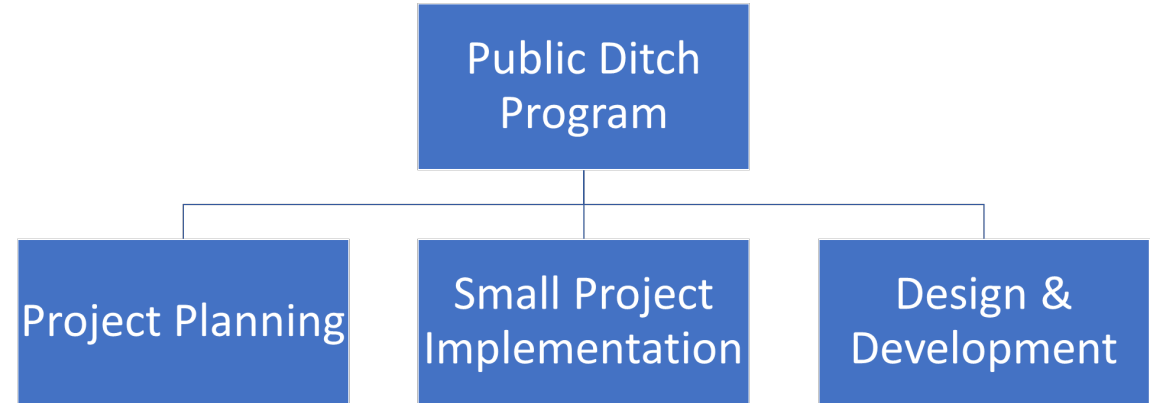 Public Ditch
Program
Project Planning
Small Project
Implementation
Design &
Development